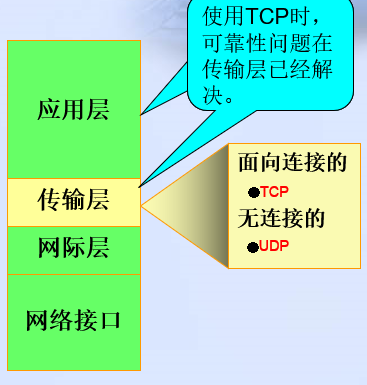 使用TCP时，
可靠性问题在
传输层已经解
决。
应用层
传输层
网际层
网络接口
面向连接的
●TCP
无连接的
●UDP